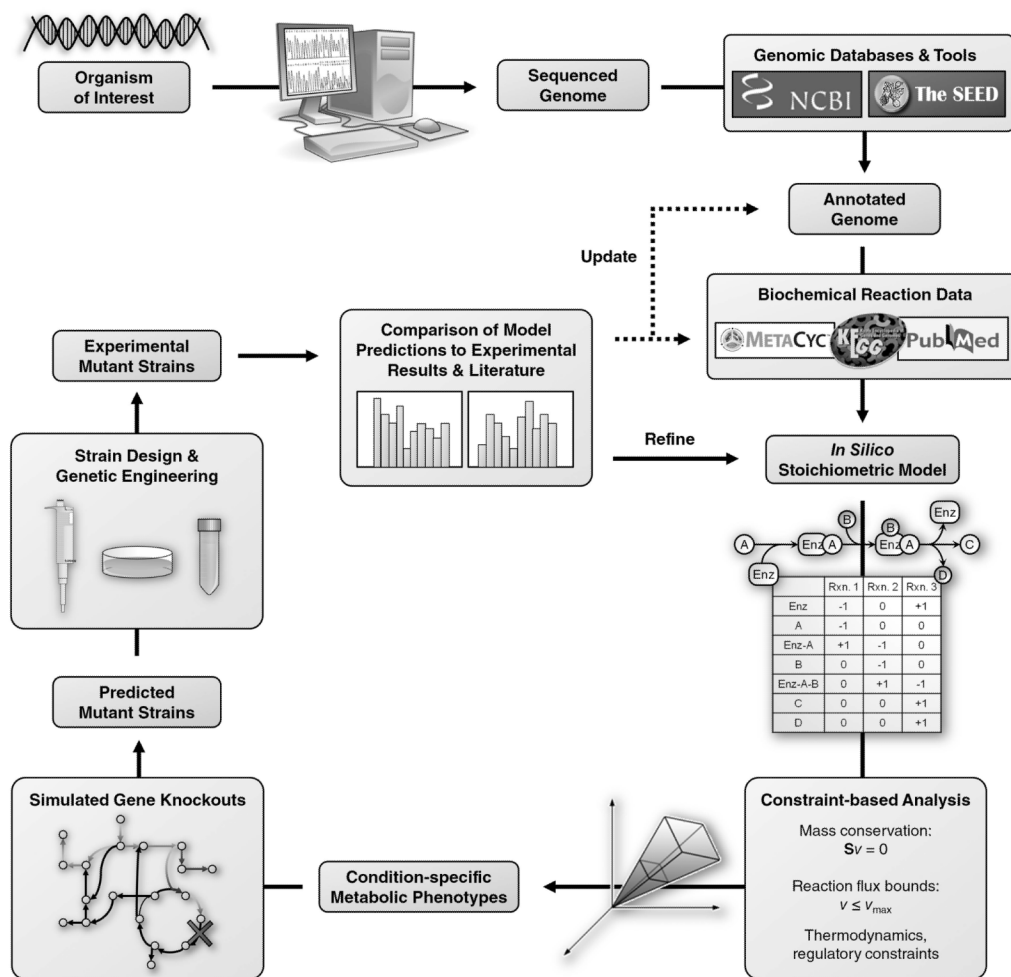 Organism
of Interest
Sequenced
Genome
Genomic Databases & Tools
NCBI
The SEED
Annotated
Genome
Update
Biochemical Reaction Data
METACYC
KEGG
PubMed
Experimental
Mutant Strains
Comparison of Model
Predictions to Experimental
Results & Literature
Refine
In Silico
Stoichiometric Model
Strain Design &
Genetic Engineering
A Enz Enz A B B Enz A Enz C D
Rxn. 1 Rxn. 2 Rxn. 3
Enz -1 0 +1
A -1 0 0
Enz-A +1 -1 0
B 0 -1 0
Enz-A-B 0 +1 -1
C 0 0 +1
D 0 0 +1
Predicted
Mutant Strains
Simulated Gene Knockouts
Condition-specific
Metabolic Phenotypes
Constraint-based Analysis
Mass conservation:
Sv = 0
Reaction flux bounds:
v ≤ vmax
Thermodynamics,
regulatory constraints